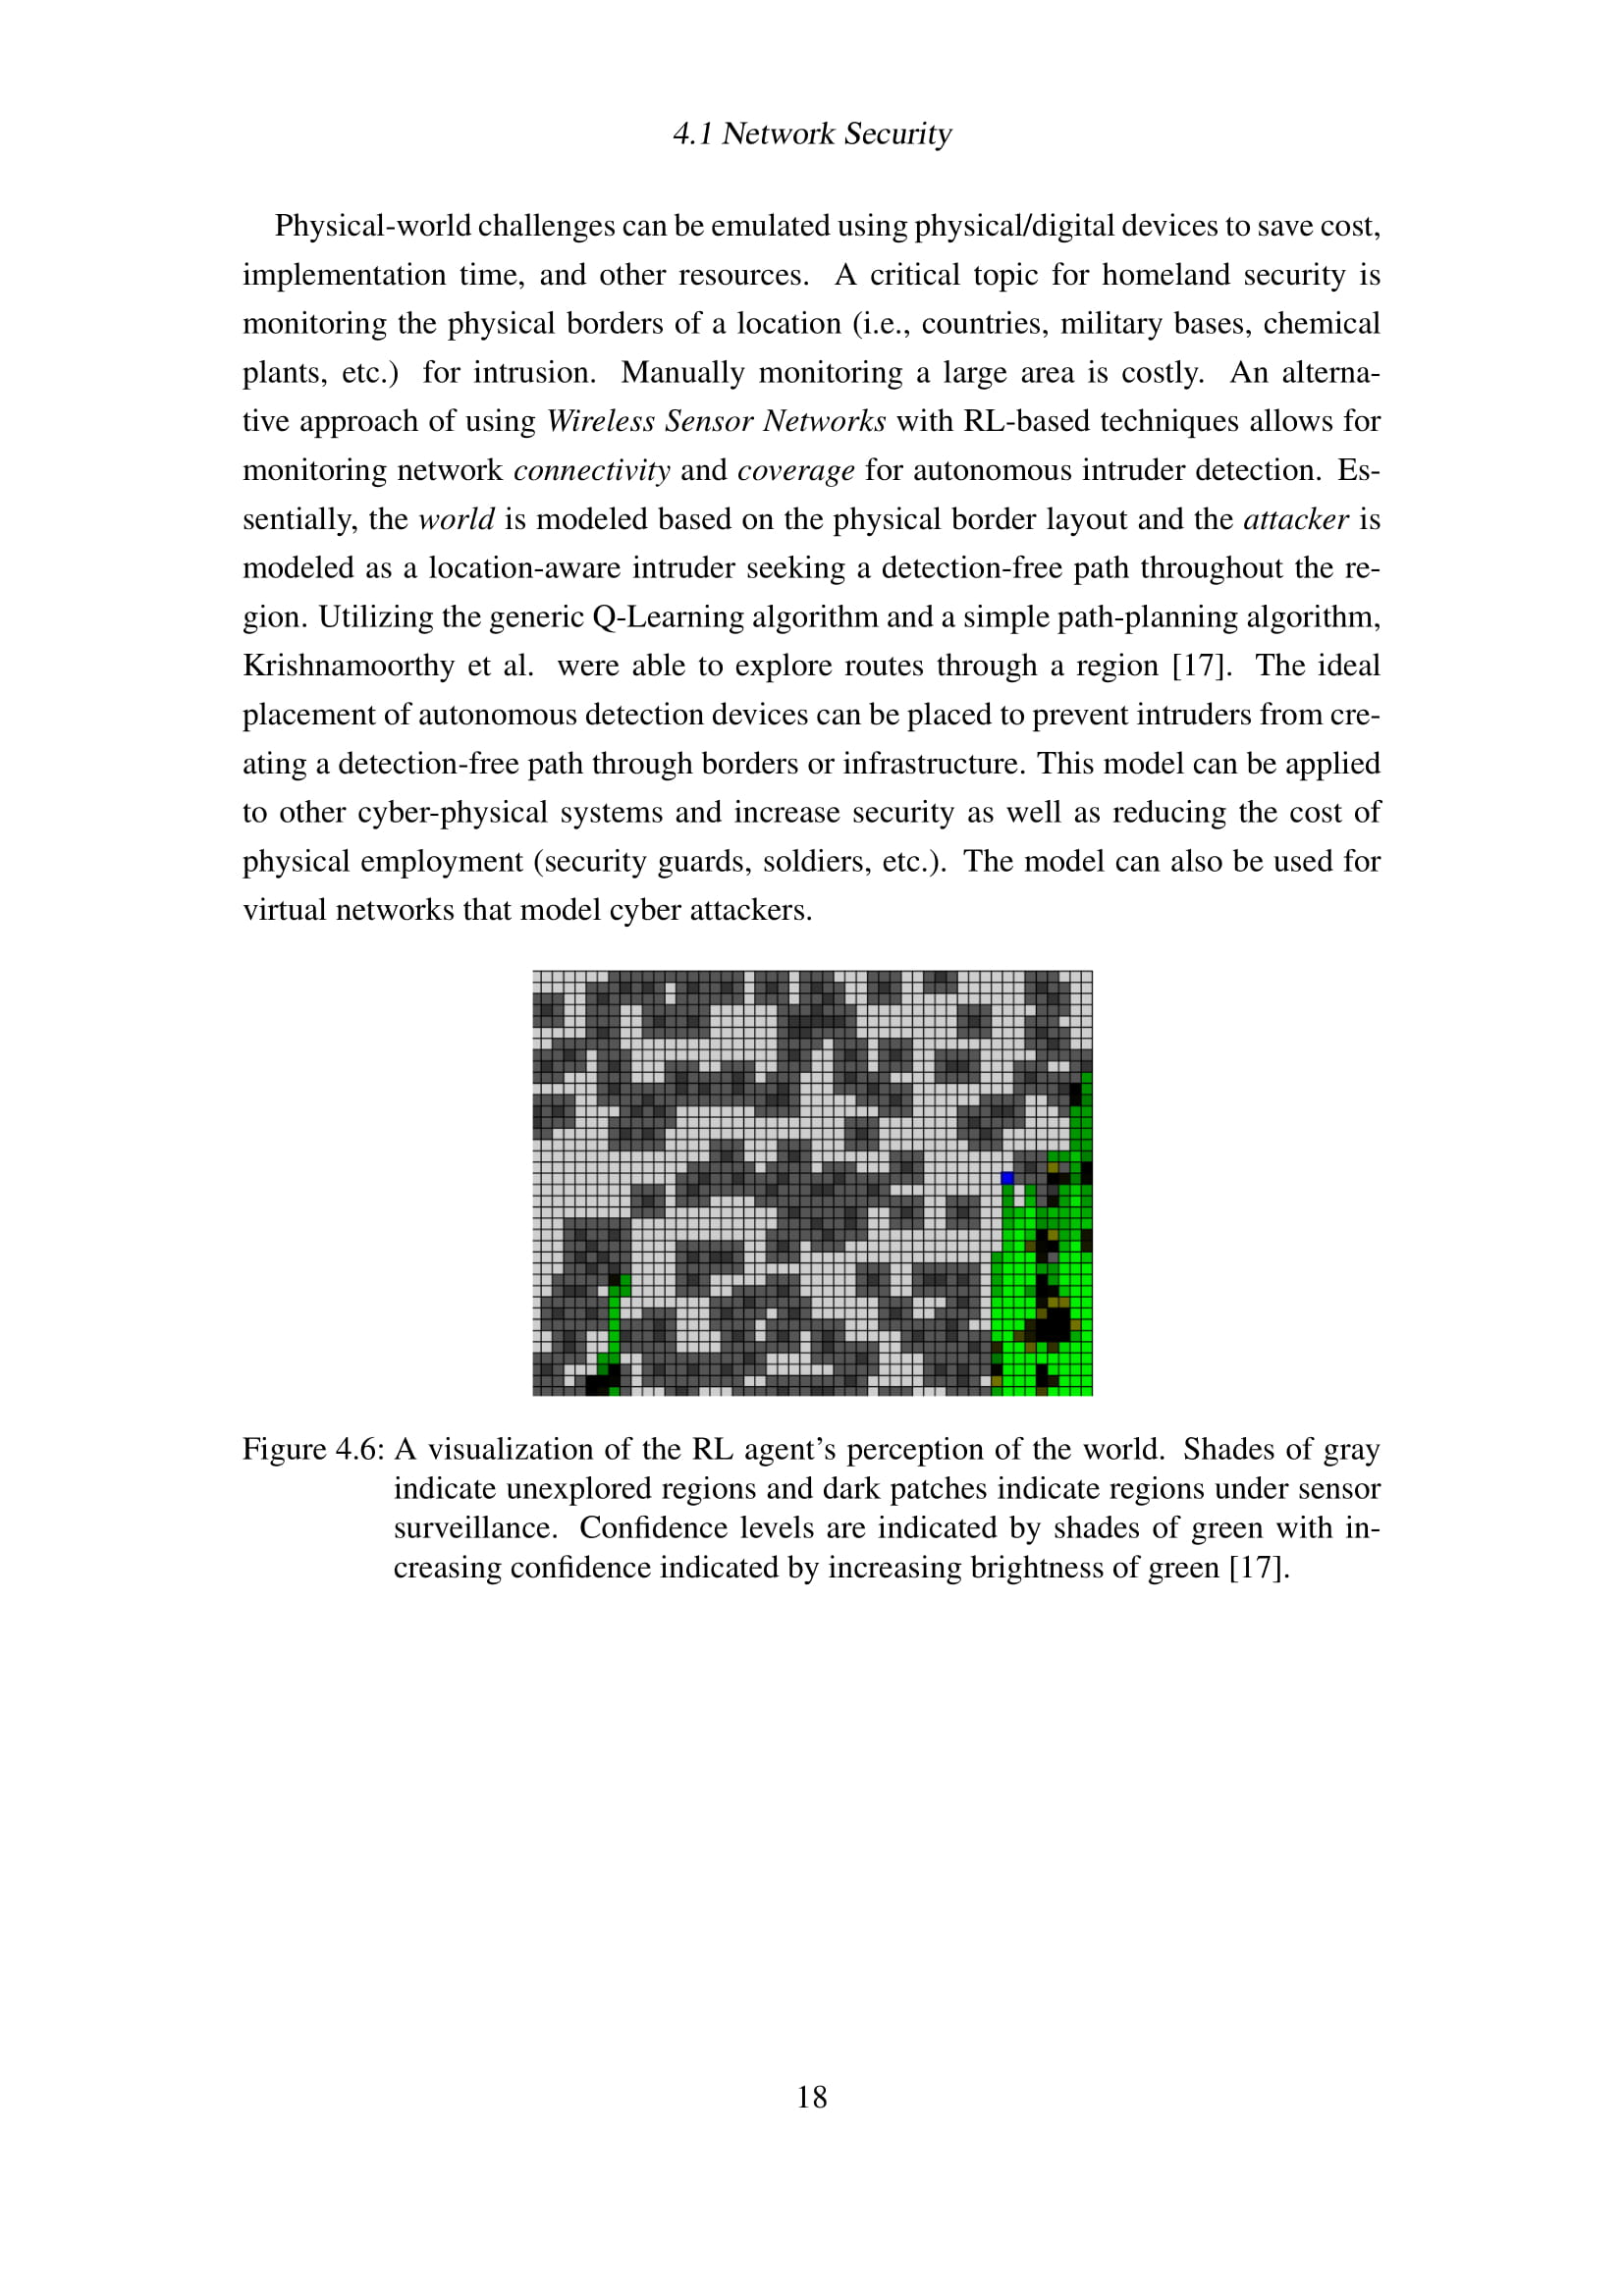 4.1 Network Security
Physical-world challenges can be emulated using physical/digital devices to save cost,
implementation time, and other resources. A critical topic for homeland security is
monitoring the physical borders of a location (i.e., countries, military bases, chemical
plants, etc.) for intrusion. Manually monitoring a large area is costly. An alterna-
tive approach of using Wireless Sensor Networks with RL-based techniques allows for
monitoring network connectivity and coverage for autonomous intruder detection. Es-
sentially, the world is modeled based on the physical border layout and the attacker is
modeled as a location-aware intruder seeking a detection-free path throughout the re-
gion. Utilizing the generic Q-Learning algorithm and a simple path-planning algorithm,
Krishnamoorthy et al. were able to explore routes through a region [17]. The ideal
placement of autonomous detection devices can be placed to prevent intruders from cre-
ating a detection-free path through borders or infrastructure. This model can be applied
to other cyber-physical systems and increase security as well as reducing the cost of
physical employment (security guards, soldiers, etc.). The model can also be used for
virtual networks that model cyber attackers.
Figure 4.6: A visualization of the RL agent's perception of the world. Shades of gray
indicate unexplored regions and dark patches indicate regions under sensor
surveillance. Confidence levels are indicated by shades of green with in-
creasing confidence indicated by increasing brightness of green [17].
18